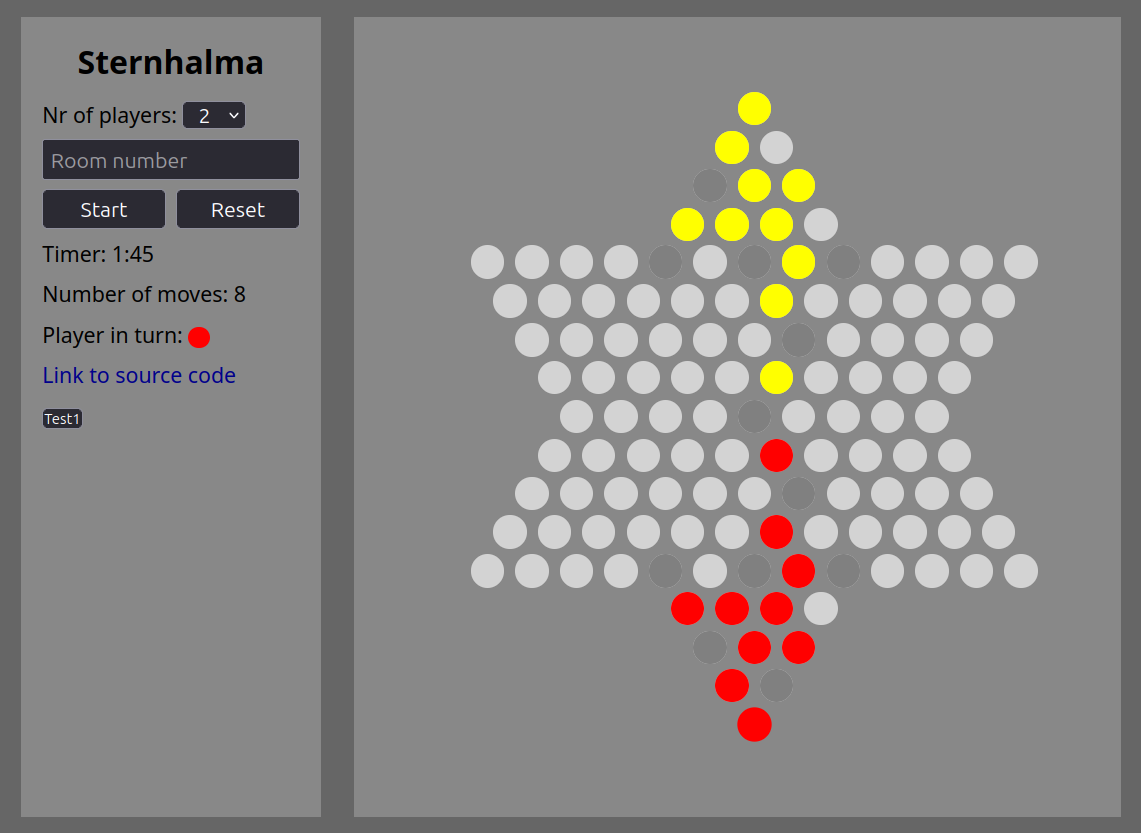 Sternhalma
Nr of players: 2
Room number
Start Reset
Timer: 1:45
Number of moves: 8
Player in turn:
Link to source code
Test1